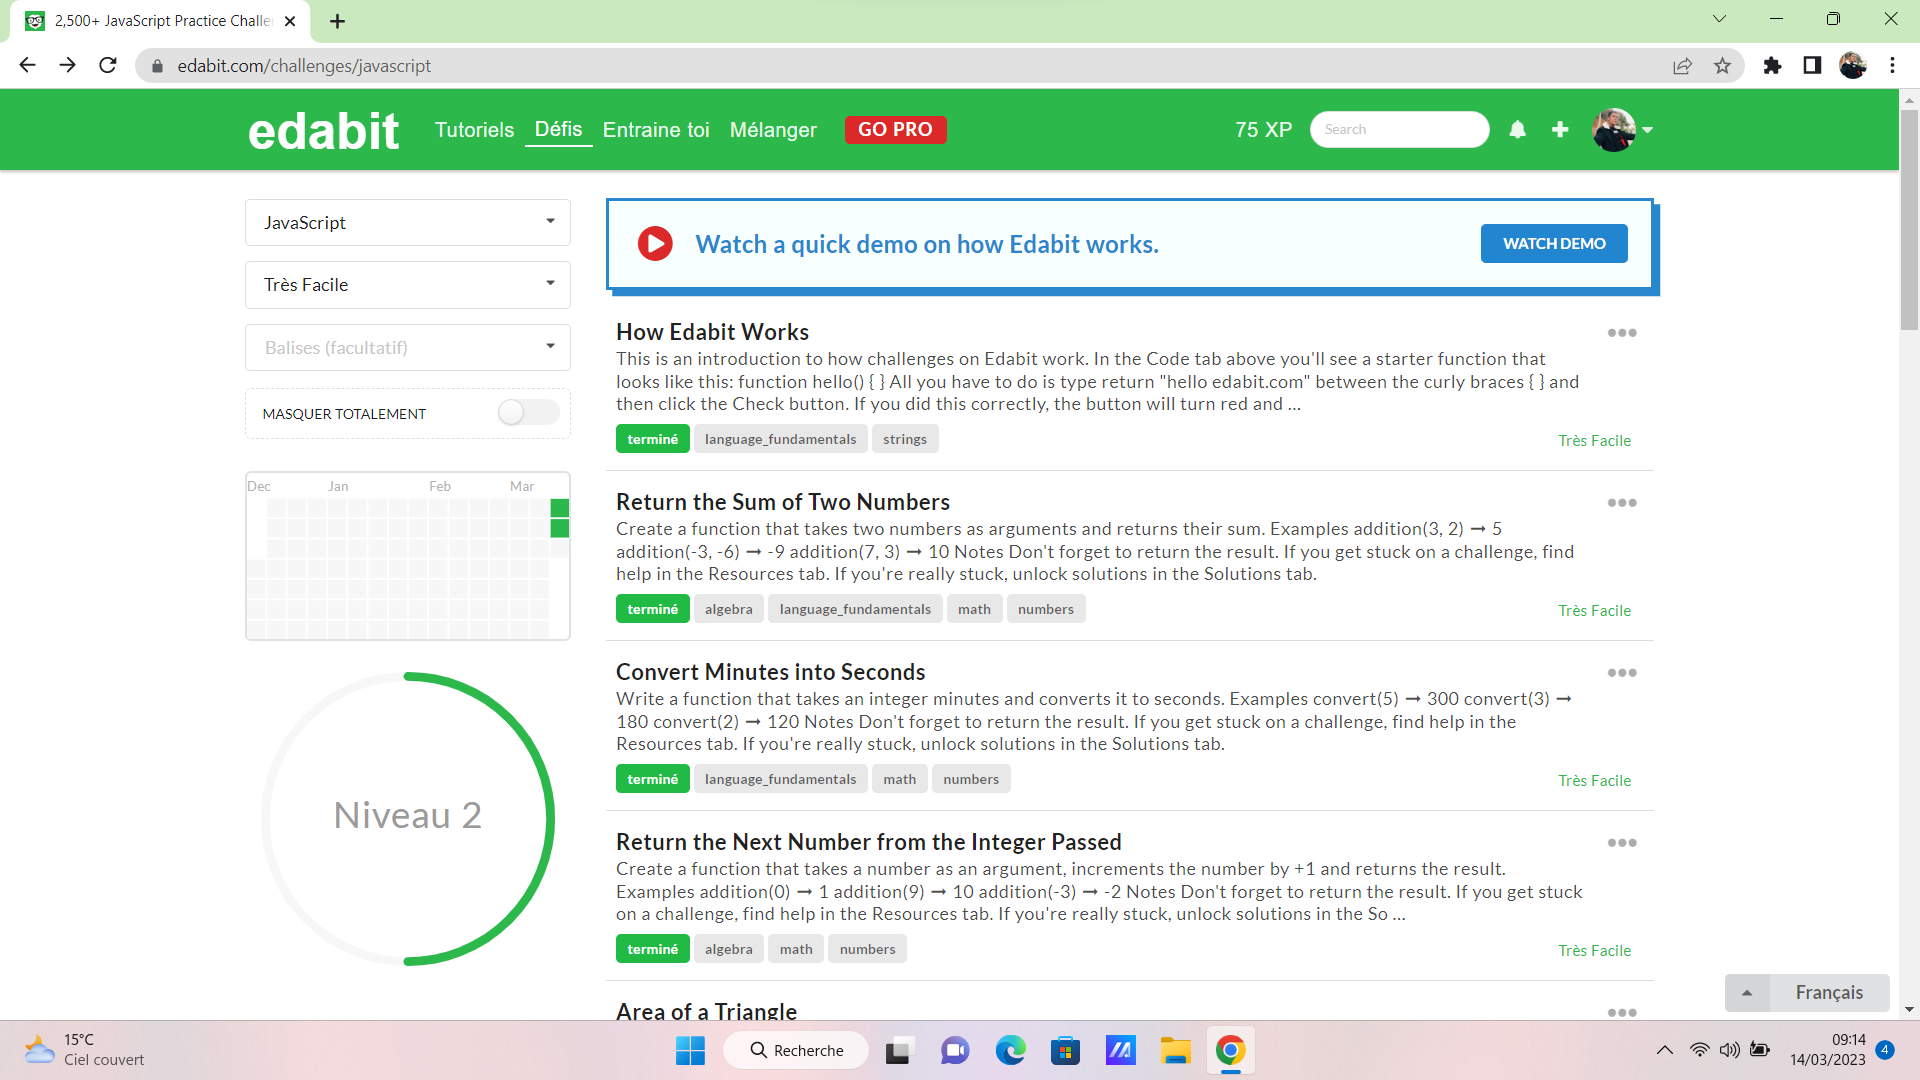 2,500+ JavaScript Practice Challe
edabit.com/challenges/javascript
edabit
Tutoriels
Défis
Entraine toi
Mélanger
GO PRO
75 XP
Search
JavaScript
Très Facile
Balises (facultatif)
MASQUER TOTALEMENT
Dec Jan Feb Mar
Niveau 2
Watch a quick demo on how Edabit works.
WATCH DEMO
How Edabit Works
This is an introduction to how challenges on Edabit work. In the Code tab above you'll see a starter function that
looks like this: function hello() { } All you have to do is type return "hello edabit.com" between the curly braces { } and
then click the Check button. If you did this correctly, the button will turn red and ...
terminé language_fundamentals strings
Très Facile
Return the Sum of Two Numbers
Create a function that takes two numbers as arguments and returns their sum. Examples addition(3, 2) ➞ 5
addition(-3, -6) ➞ -9 addition(7, 3) ➞ 10 Notes Don't forget to return the result. If you get stuck on a challenge, find
help in the Resources tab. If you're really stuck, unlock solutions in the Solutions tab.
terminé algebra language_fundamentals math numbers
Très Facile
Convert Minutes into Seconds
Write a function that takes an integer minutes and converts it to seconds. Examples convert(5) ➞ 300 convert(3) ➞
180 convert(2) ➞ 120 Notes Don't forget to return the result. If you get stuck on a challenge, find help in the
Resources tab. If you're really stuck, unlock solutions in the Solutions tab.
terminé language_fundamentals math numbers
Très Facile
Return the Next Number from the Integer Passed
Create a function that takes a number as an argument, increments the number by +1 and returns the result.
Examples addition(0) ➞ 1 addition(9) ➞ 10 addition(-3) ➞ -2 Notes Don't forget to return the result. If you get stuck
on a challenge, find help in the Resources tab. If you're really stuck, unlock solutions in the So ...
terminé algebra math numbers
Très Facile
Area of a Triangle
Français
15°C
Ciel couvert
Recherche
09:14
14/03/2023
4